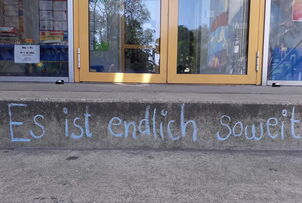 Es ist endlich soweit